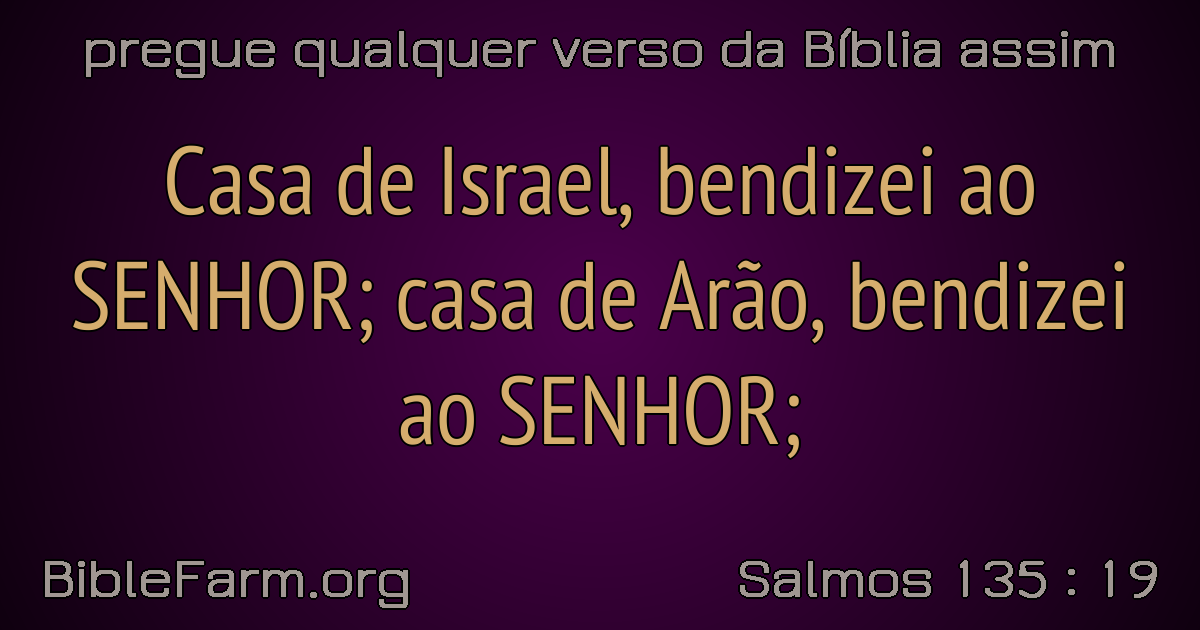 pregue qualquer verso da Bíblia assim
Casa de Israel, bendizei ao
SENHOR; casa de Arão, bendizei
ao SENHOR;
BibleFarm.org
Salmos 135 : 19